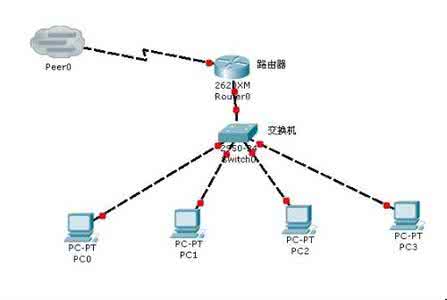 Peer0
路由器
2620XM
Router0
交换机
2950-24
Switch0
PC-PT
PC0
PC-PT
PC1
PC-PT
PC2
PC-PT
PC3